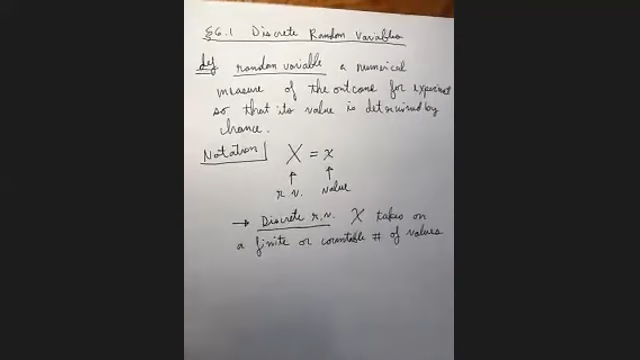 §6.1 Discrete Random Variables
def random variable a numerical
measure of the outcome for experiment
so that its value is determined by
chance.
Notation X = x
↑ ↑
r.v. value
→ Discrete r.v. X takes on
a finite or countable # of values